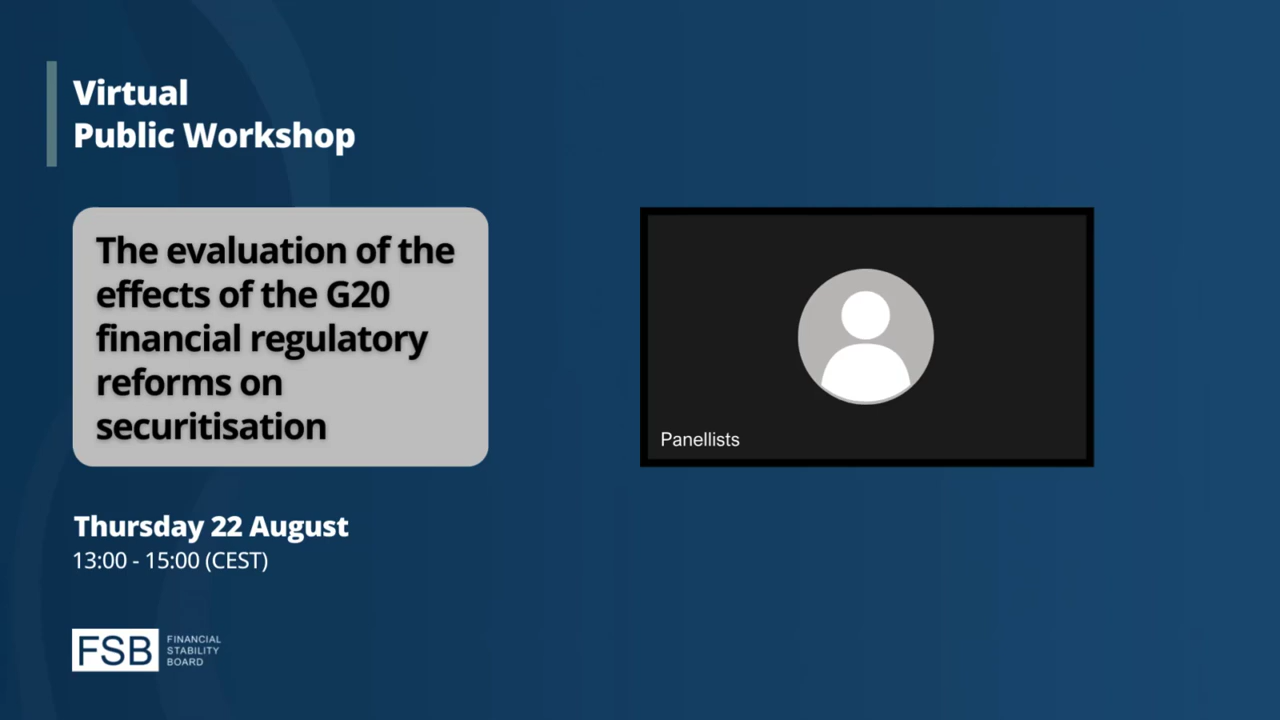 Virtual
Public Workshop
The evaluation of the
effects of the G20
financial regulatory
reforms on
securitisation
Panellists
Thursday 22 August
13:00 - 15:00 (CEST)
FSB
FINANCIAL
STABILITY
BOARD